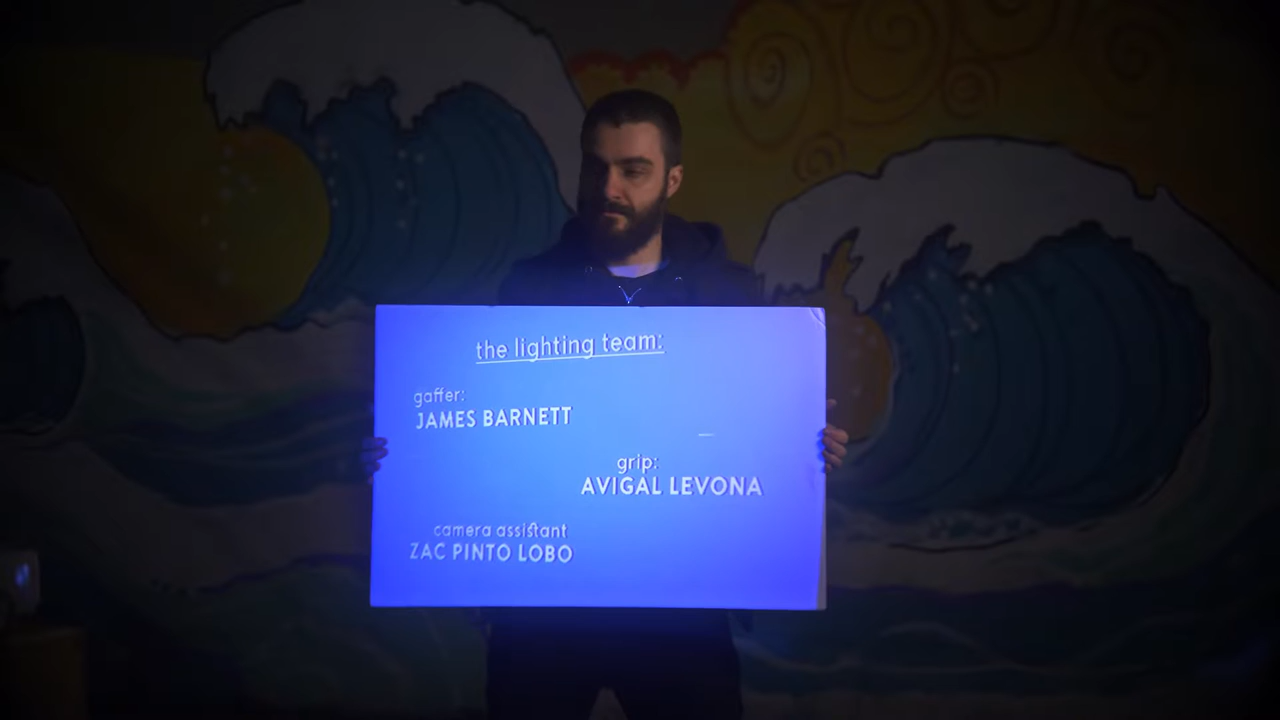 the lighting team:
gaffer:
JAMES BARNETT
grip:
AVIGAL LEVONA
camera assistant
ZAC PINTO LOBO